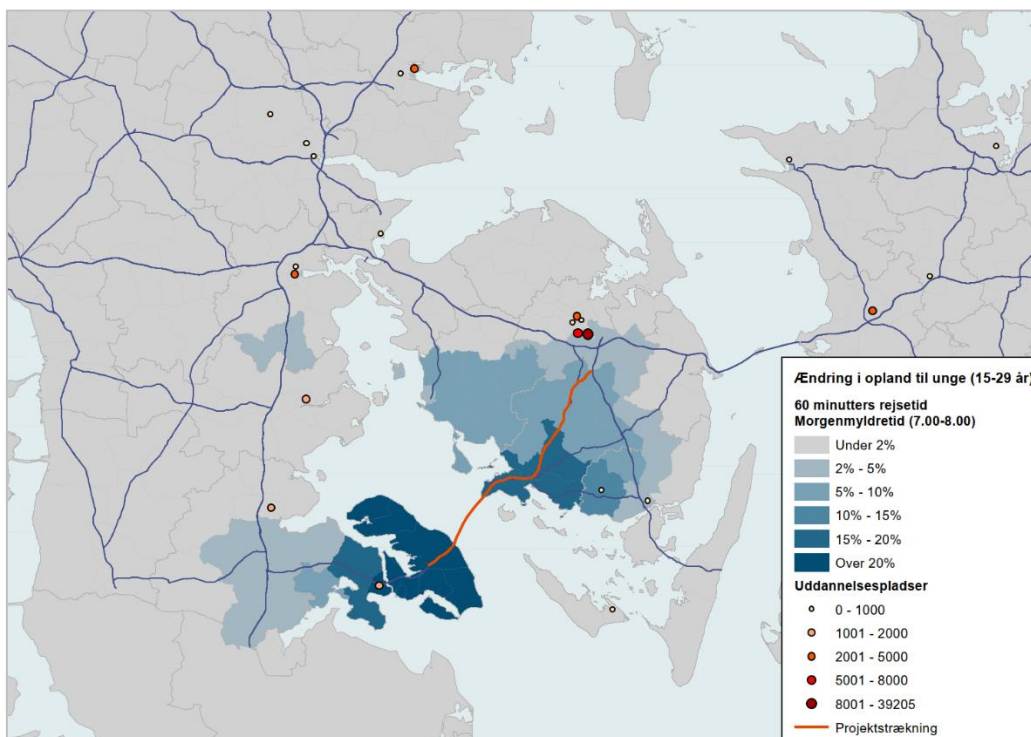 Ændring i opland til unge (15-29 år)
60 minutters rejsetid
Morgenmyldretid (7.00-8.00)
Under 2%
2% - 5%
5% - 10%
10% - 15%
15% - 20%
Over 20%
Uddannelsespladser
0 - 1000
1001 - 2000
2001 - 5000
5001 - 8000
8001 - 39205
Projektstrækning